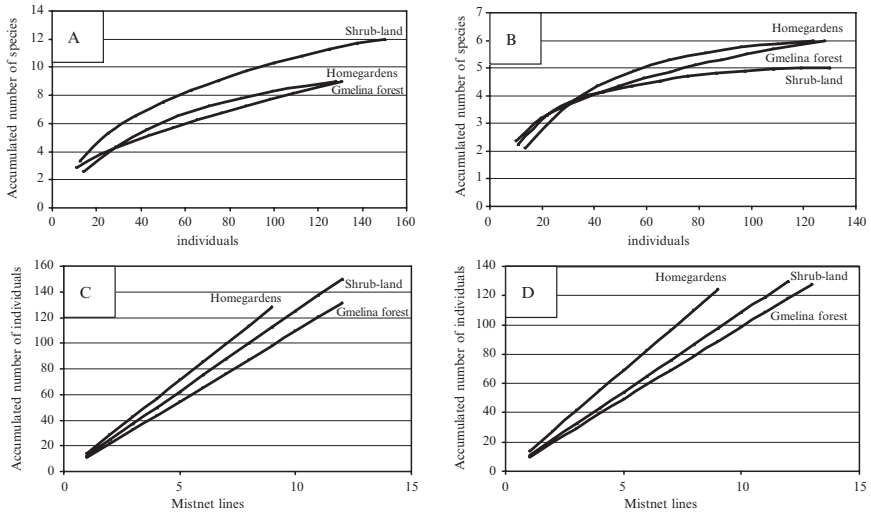 A
Accumulated number of species
14
12
10
8
6
4
2
0
Shrub-land
Homegardens
Gmelina forest
0 20 40 60 80 100 120 140 160
individuals
B
Accumulated number of species
7
6
5
4
3
2
1
0
Homegardens
Gmelina forest
Shrub-land
0 20 40 60 80 100 120 140
individuals
C
Accumulated number of individuals
160
140
120
100
80
60
40
20
0
Homegardens
Shrub-land
Gmelina forest
0 5 10 15
Mistnet lines
D
Accumulated number of individuals
140
120
100
80
60
40
20
0
Homegardens
Shrub-land
Gmelina forest
0 5 10 15
Mistnet lines